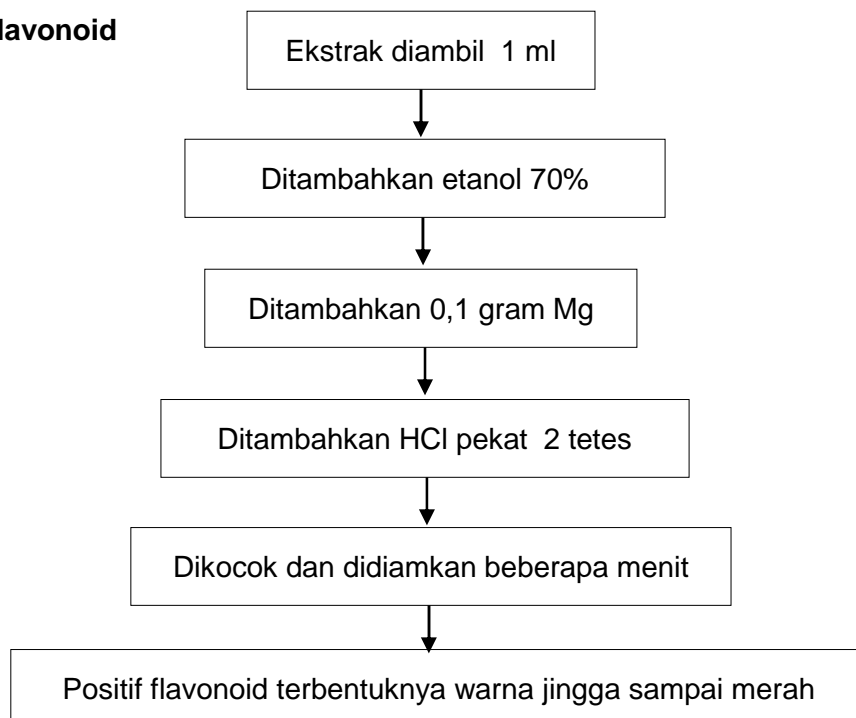 lavonoid
Ekstrak diambil 1 ml
Ditambahkan etanol 70%
Ditambahkan 0,1 gram Mg
Ditambahkan HCl pekat 2 tetes
Dikocok dan didiamkan beberapa menit
Positif flavonoid terbentuknya warna jingga sampai merah